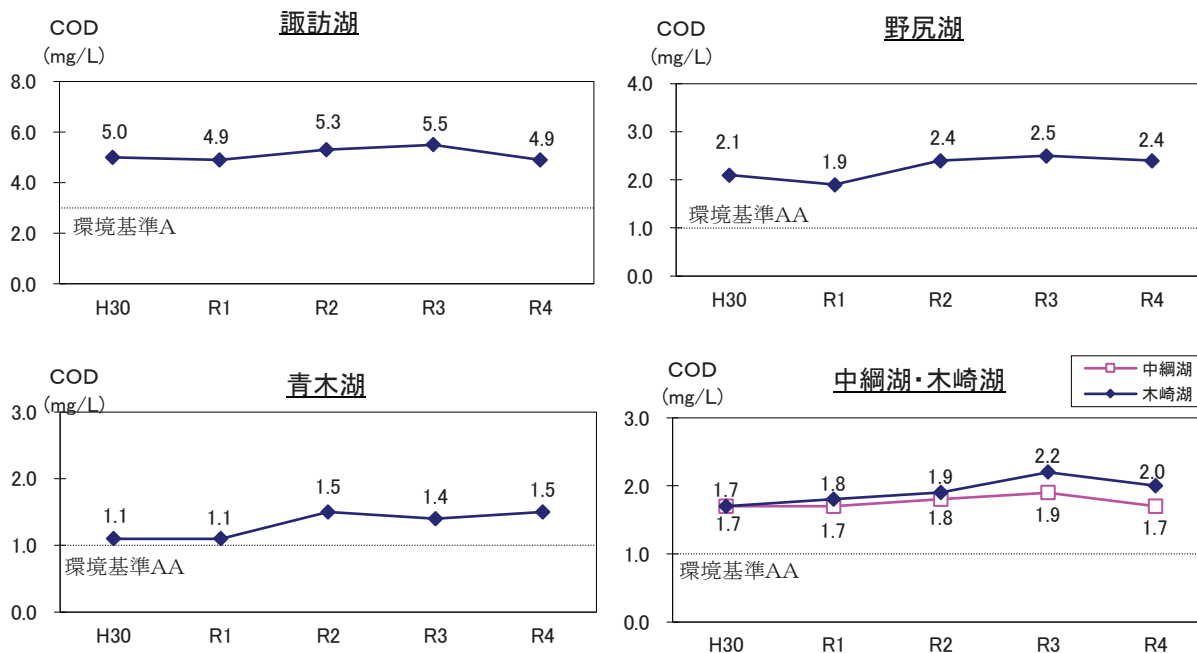 諏訪湖
COD
(mg/L)
8.0
6.0
4.0
2.0
0.0
5.0 4.9 5.3 5.5 4.9
環境基準A
H30 R1 R2 R3 R4
野尻湖
COD
(mg/L)
4.0
3.0
2.0
1.0
0.0
2.1 1.9 2.4 2.5 2.4
環境基準AA
H30 R1 R2 R3 R4
青木湖
COD
(mg/L)
3.0
2.0
1.0
0.0
1.1 1.1 1.5 1.4 1.5
環境基準AA
H30 R1 R2 R3 R4
中綱湖・木崎湖
中綱湖
木崎湖
COD
(mg/L)
3.0
2.0
1.0
0.0
1.7 1.8 1.9 2.2 2.0
1.7 1.7 1.8 1.9 1.7
環境基準AA
H30 R1 R2 R3 R4